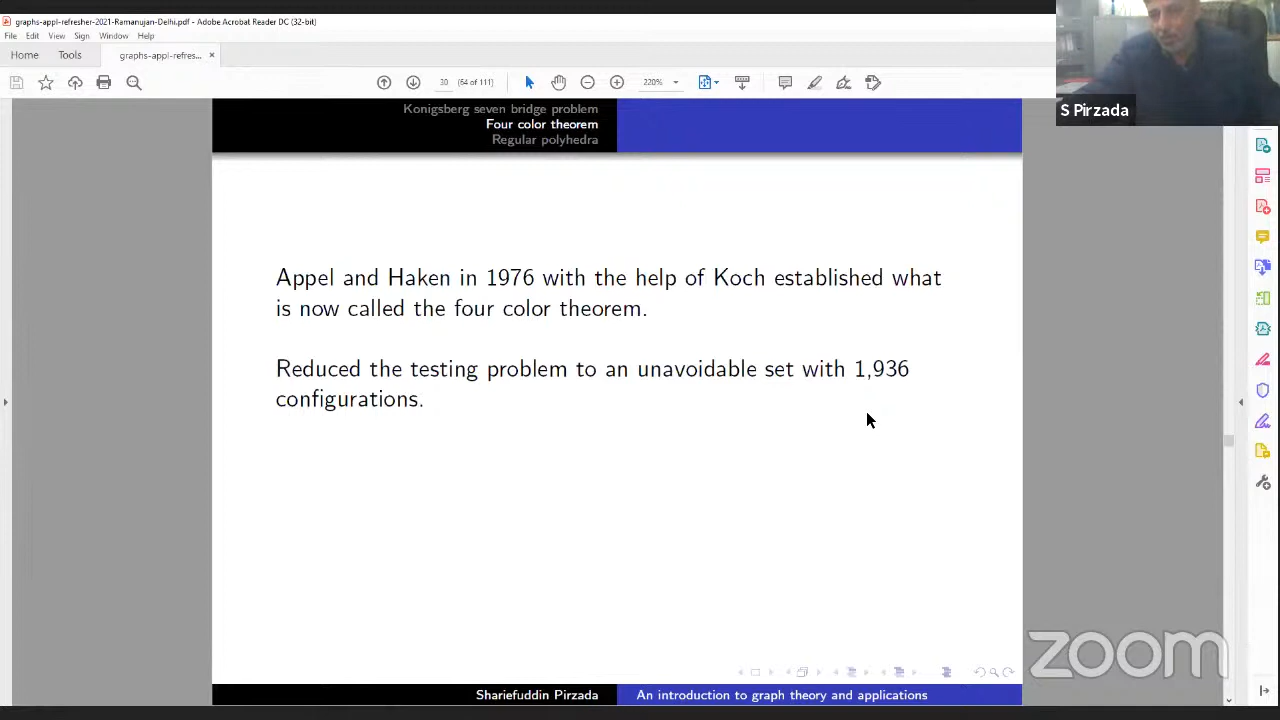 graphs-appl-refresher-2021-Ramanujan-Delhi.pdf - Adobe Acrobat Reader DC (32-bit)
File Edit View Sign Window Help
Home Tools graphs-appl-refres... ×
30 (64 of 111) 220%
S Pirzada
Konigsberg seven bridge problem
Four color theorem
Regular polyhedra
Appel and Haken in 1976 with the help of Koch established what
is now called the four color theorem.
Reduced the testing problem to an unavoidable set with 1,936
configurations.
zoom
Shariefuddin Pirzada An introduction to graph theory and applications